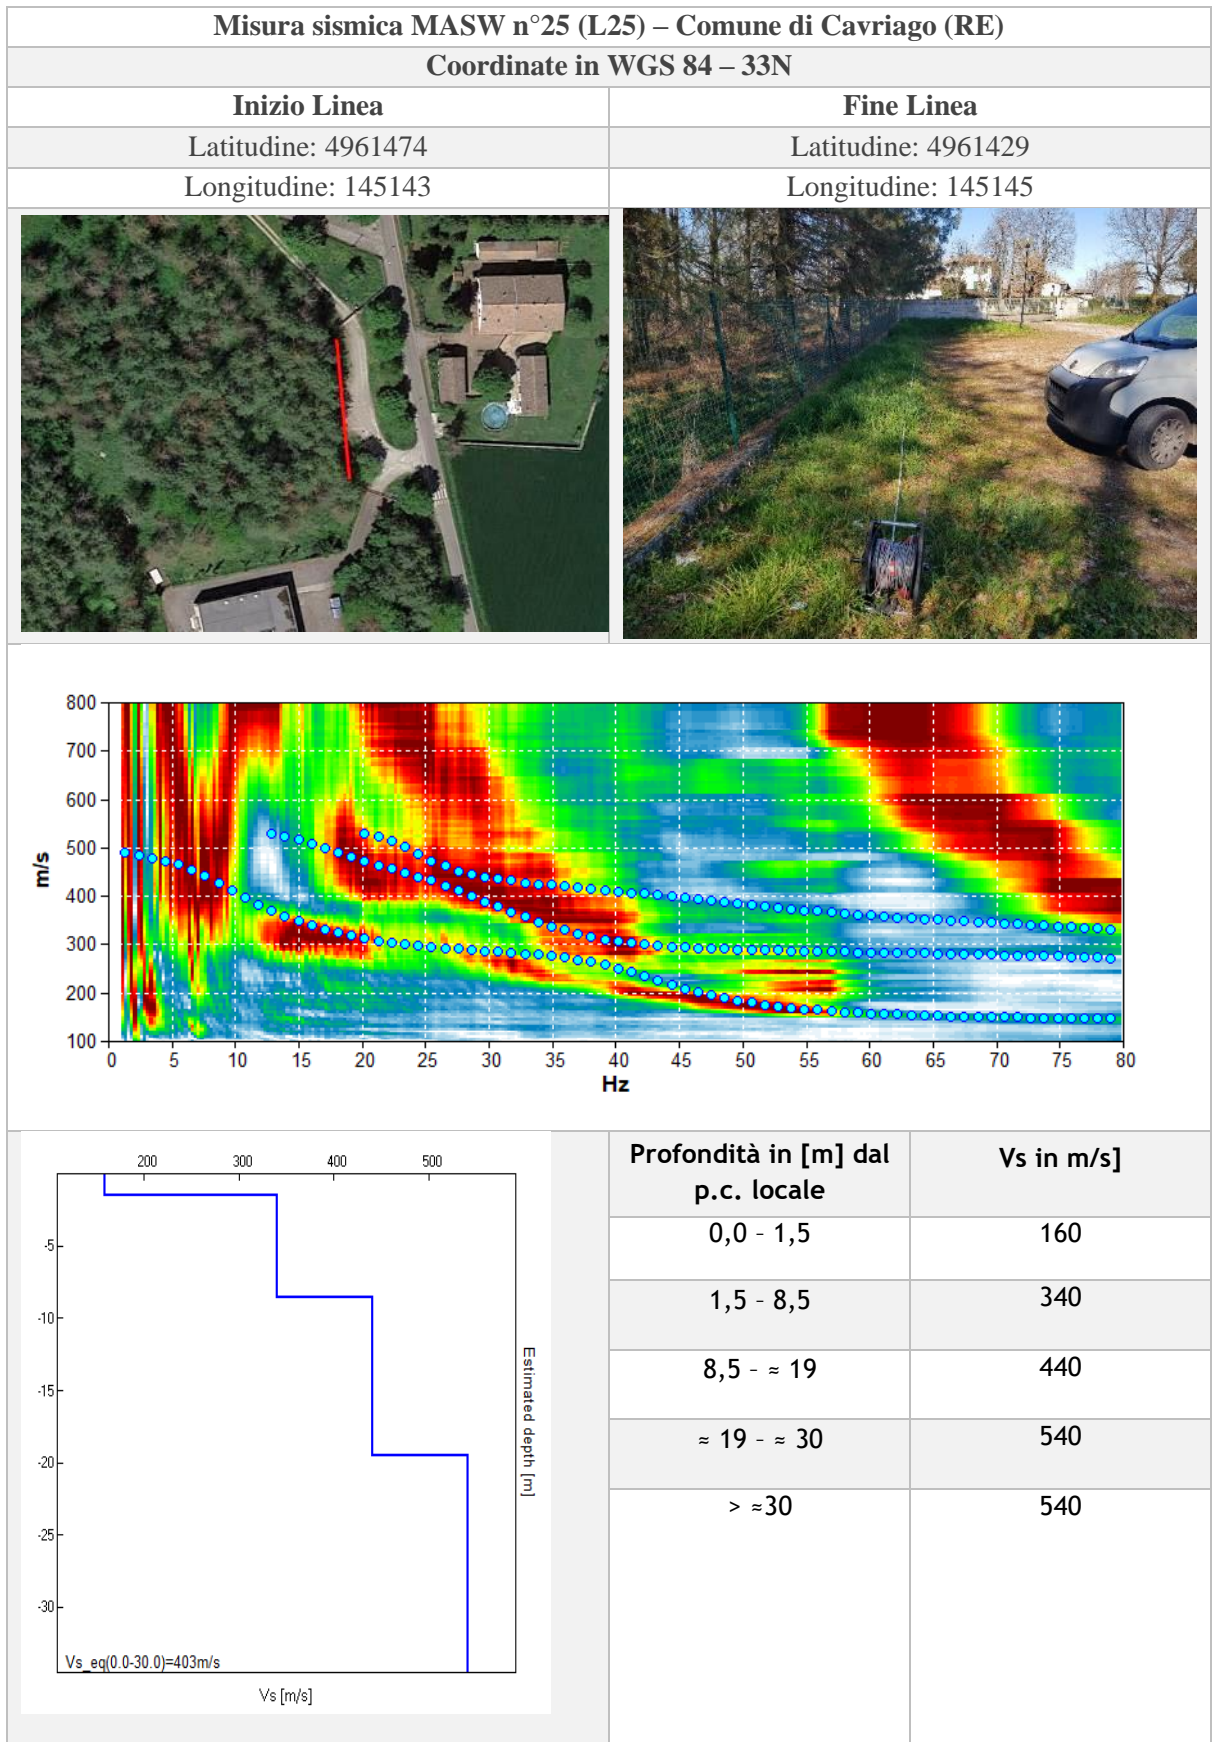 Misura sismica MASW n°25 (L25) – Comune di Cavriago (RE)
Coordinate in WGS 84 – 33N
Inizio Linea
Fine Linea
Latitudine: 4961474
Latitudine: 4961429
Longitudine: 145143
Longitudine: 145145
800
700
600
500
400
300
200
100
m/s
0 5 10 15 20 25 30 35 40 45 50 55 60 65 70 75 80
Hz
200 300 400 500
-5
-10
-15
-20
-25
-30
Estimated depth [m]
Vs_eq(0.0-30.0)=403m/s
Vs [m/s]
Profondità in [m] dal
p.c. locale
Vs in m/s]
0,0 – 1,5
160
1,5 – 8,5
340
8,5 – ≈ 19
440
≈ 19 – ≈ 30
540
> ≈30
540